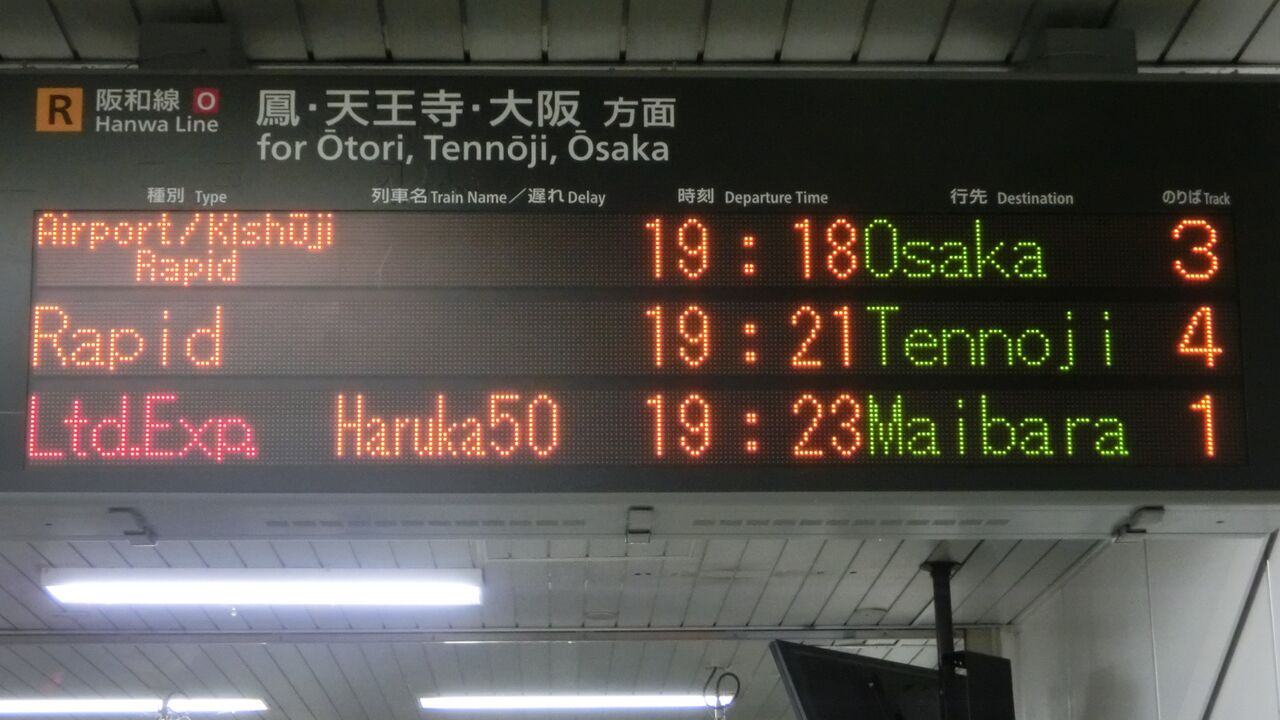 R 阪和線 O 鳳・天王寺・大阪 方面
Hanwa Line for Ōtori, Tennōji, Ōsaka
種別 Type 列車名 Train Name／遅れ Delay 時刻 Departure Time 行先 Destination のりば Track
Airport/Kishūji
Rapid 19:18 Osaka 3
Rapid 19:21 Tennoji 4
Ltd.Exp. Haruka50 19:23 Maibara 1